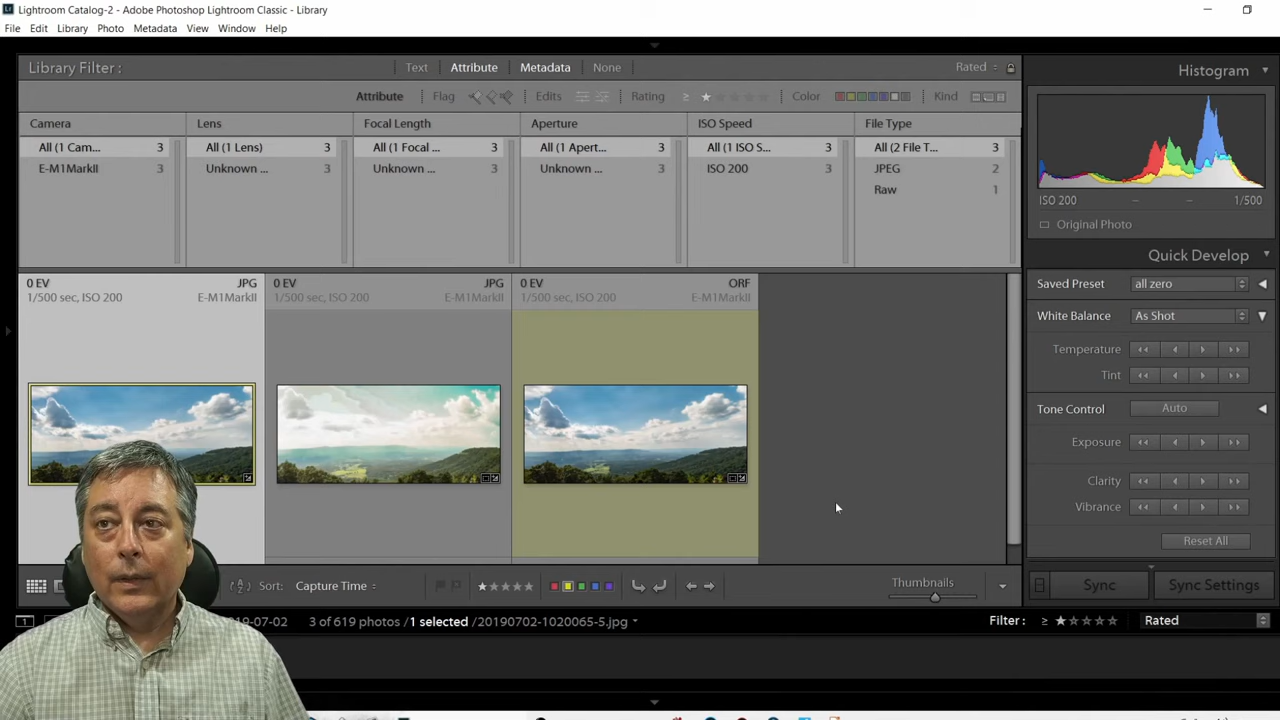 Lightroom Catalog-2 - Adobe Photoshop Lightroom Classic - Library
File Edit Library Photo Metadata View Window Help
Library Filter : Text Attribute Metadata None Rated
Attribute Flag Edits Rating ≥ Color Kind
Camera Lens Focal Length Aperture ISO Speed File Type
All (1 Cam... 3 All (1 Lens) 3 All (1 Focal ... 3 All (1 Apert... 3 All (1 ISO S... 3 All (2 File T... 3
E-M1MarkII 3 Unknown ... 3 Unknown ... 3 Unknown ... 3 ISO 200 3 JPEG 2
Raw 1
0 EV JPG 0 EV JPG 0 EV ORF
1/500 sec, ISO 200 E-M1MarkII 1/500 sec, ISO 200 E-M1MarkII 1/500 sec, ISO 200 E-M1MarkII
Sort: Capture Time Thumbnails
1 3 of 619 photos / 1 selected / 20190702-1020065-5.jpg Filter : ≥ Rated
Histogram
ISO 200 – – 1/500
Original Photo
Quick Develop
Saved Preset all zero
White Balance As Shot
Temperature
Tint
Tone Control Auto
Exposure
Clarity
Vibrance
Reset All
Sync Sync Settings